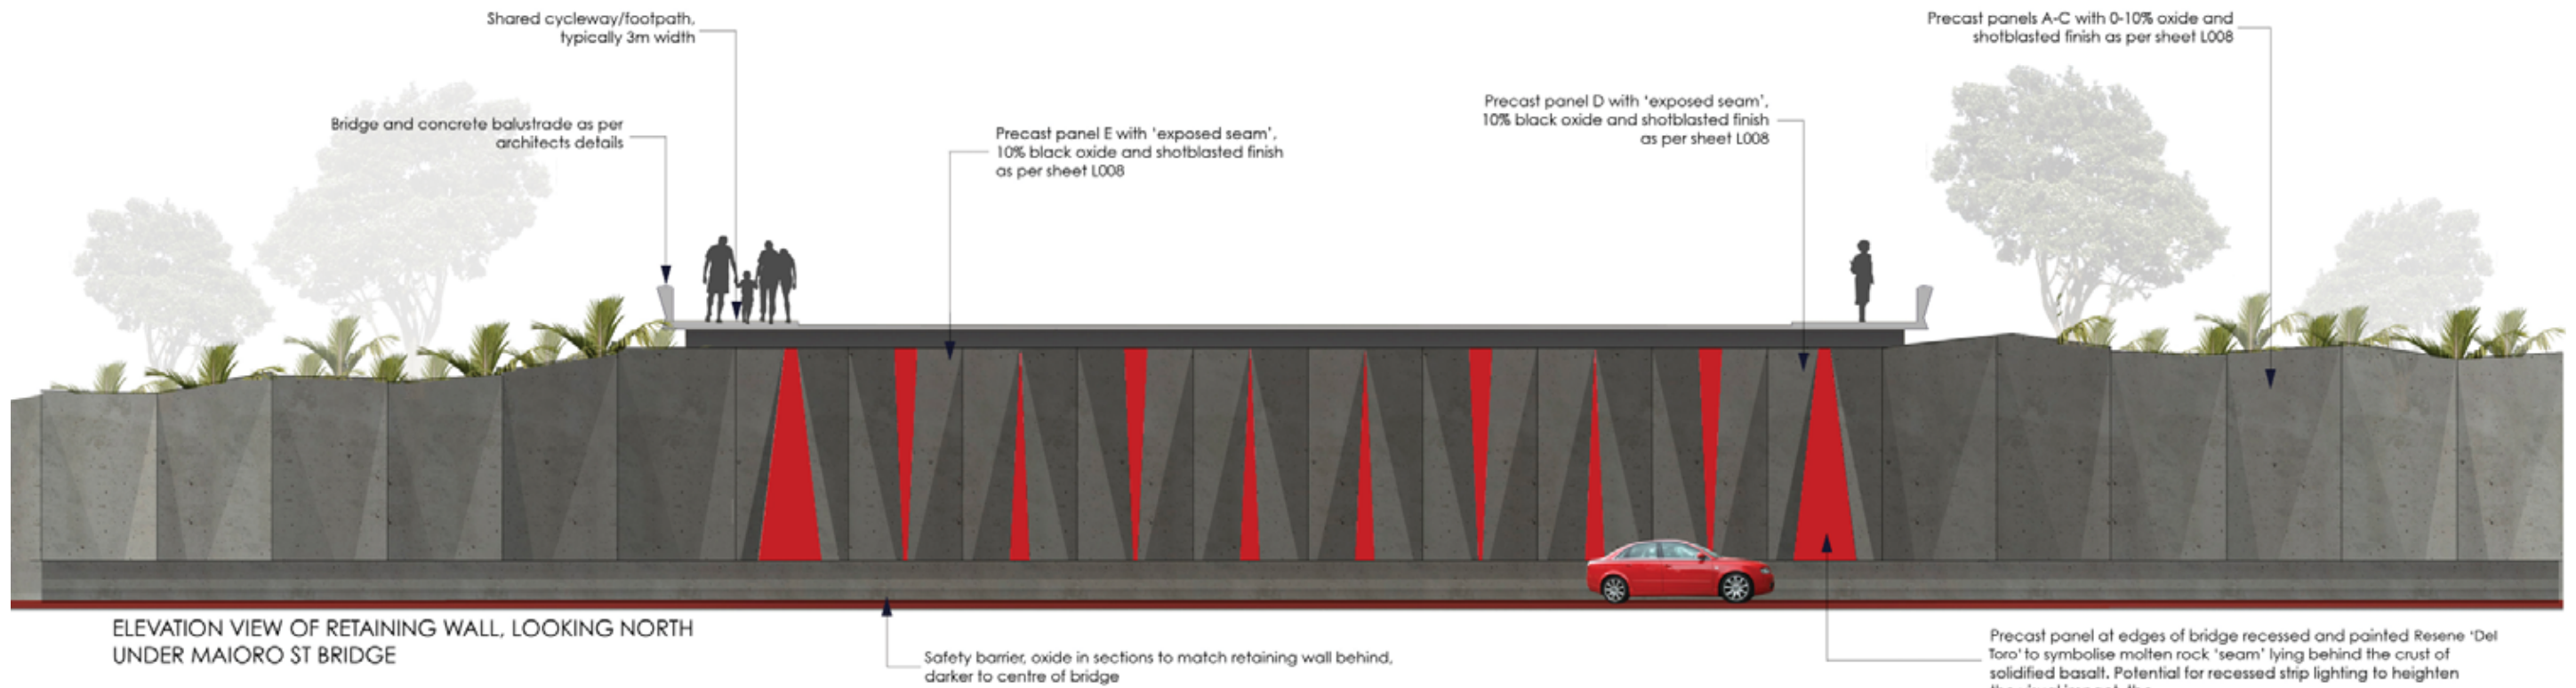 Shared cycleway/footpath,
typically 3m width
Bridge and concrete balustrade as per
architects details
Precast panel E with 'exposed seam',
10% black oxide and shotblasted finish
as per sheet L008
Precast panel D with 'exposed seam',
10% black oxide and shotblasted finish
as per sheet L008
Precast panels A-C with 0-10% oxide and
shotblasted finish as per sheet L008
ELEVATION VIEW OF RETAINING WALL, LOOKING NORTH
UNDER MAIORO ST BRIDGE
Safety barrier, oxide in sections to match retaining wall behind,
darker to centre of bridge
Precast panel at edges of bridge recessed and painted Resene 'Del
Toro' to symbolise molten rock 'seam' lying behind the crust of
solidified basalt. Potential for recessed strip lighting to heighten